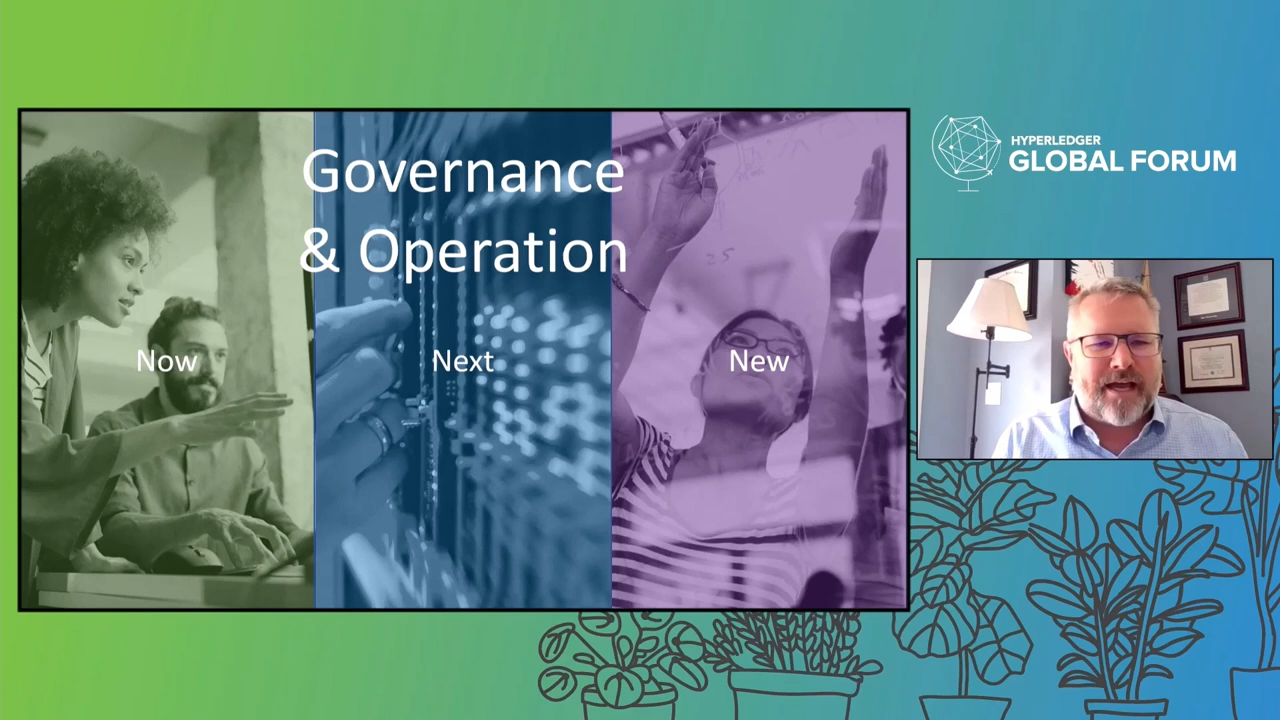 Governance
& Operation
Now
Next
New
HYPERLEDGER
GLOBAL FORUM